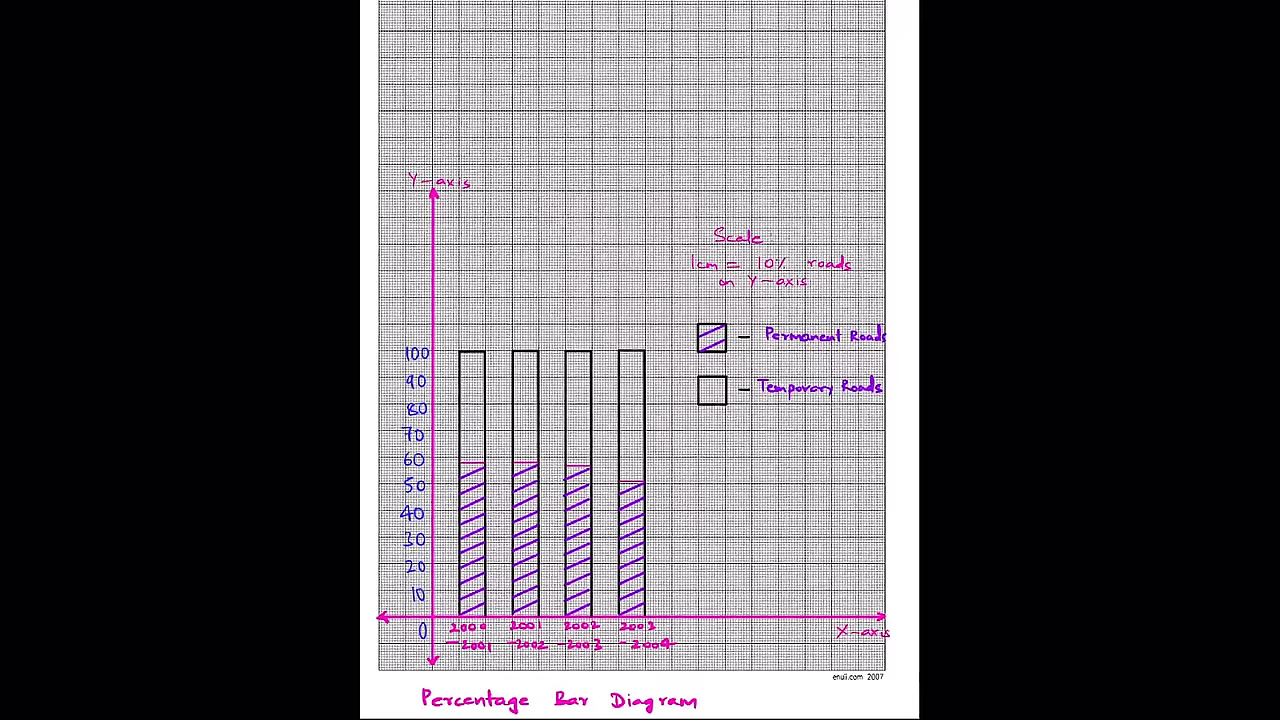 Y-axis
Scale:
1cm = 10% roads
on Y-axis
- Permanent Roads
- Temporary Roads
100
90
80
70
60
50
40
30
20
10
0
2000 2001 2002 2003
-2001 -2002 -2003 -2004
X-axis
enuii.com 2007
Percentage Bar Diagram